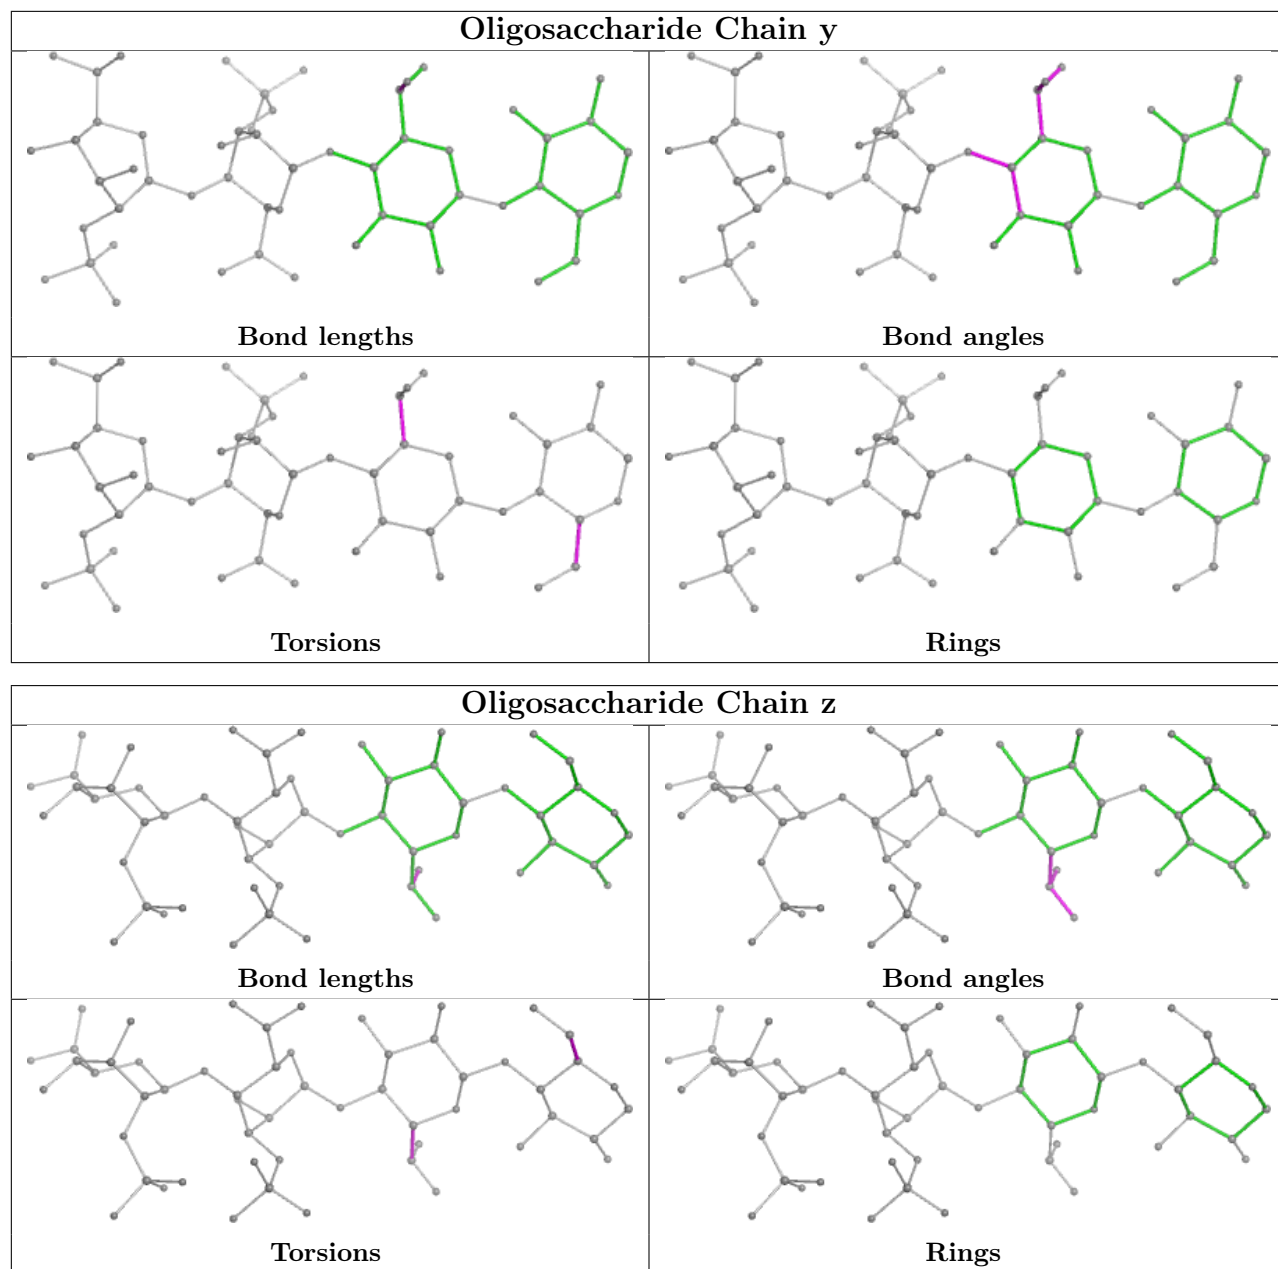 Oligosaccharide Chain y
Bond lengths
Bond angles
Torsions
Rings
Oligosaccharide Chain z
Bond lengths
Bond angles
Torsions
Rings